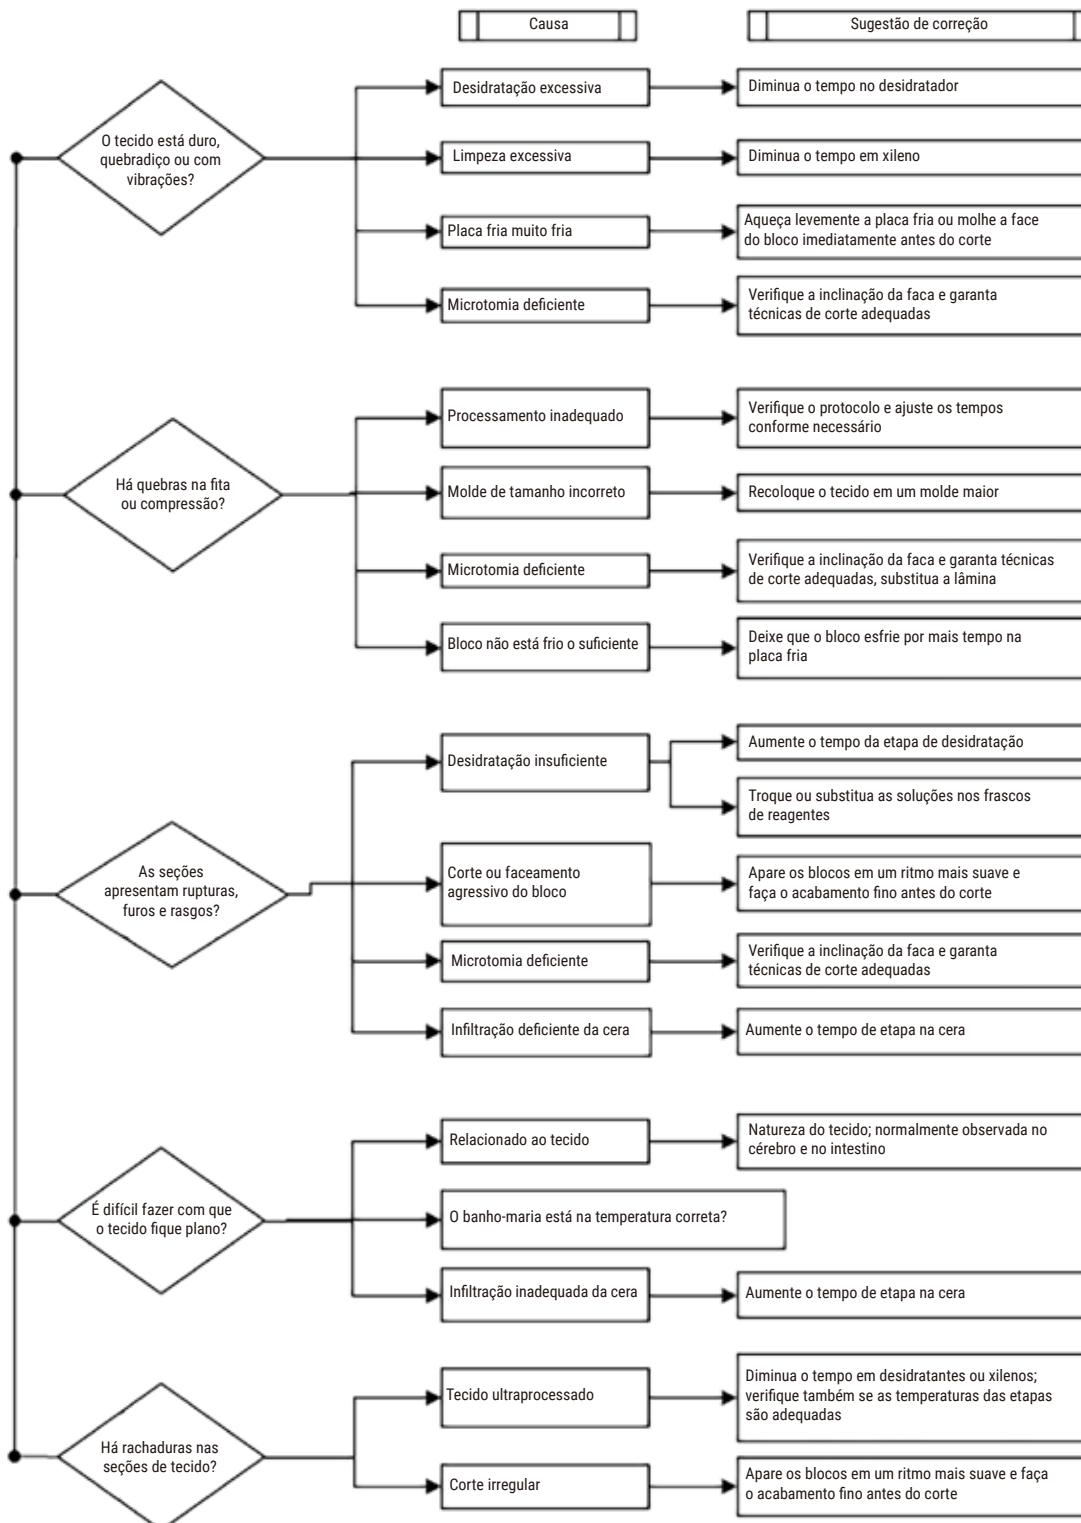 Causa
Sugestão de correção
O tecido está duro,
quebradiço ou com
vibrações?
Desidratação excessiva
Diminua o tempo no desidratador
Limpeza excessiva
Diminua o tempo em xileno
Placa fria muito fria
Aqueça levemente a placa fria ou molhe a face
do bloco imediatamente antes do corte
Microtomia deficiente
Verifique a inclinação da faca e garanta
técnicas de corte adequadas
Há quebras na fita
ou compressão?
Processamento inadequado
Verifique o protocolo e ajuste os tempos
conforme necessário
Molde de tamanho incorreto
Recoloque o tecido em um molde maior
Microtomia deficiente
Verifique a inclinação da faca e garanta técnicas
de corte adequadas, substitua a lâmina
Bloco não está frio o suficiente
Deixe que o bloco esfrie por mais tempo na
placa fria
As seções
apresentam rupturas,
furos e rasgos?
Desidratação insuficiente
Aumente o tempo da etapa de desidratação
Troque ou substitua as soluções nos frascos
de reagentes
Corte ou faceamento
agressivo do bloco
Apare os blocos em um ritmo mais suave e
faça o acabamento fino antes do corte
Microtomia deficiente
Verifique a inclinação da faca e garanta
técnicas de corte adequadas
Infiltração deficiente da cera
Aumente o tempo de etapa na cera
É difícil fazer com que
o tecido fique plano?
Relacionado ao tecido
Natureza do tecido; normalmente observada no
cérebro e no intestino
O banho-maria está na temperatura correta?
Infiltração inadequada da cera
Aumente o tempo de etapa na cera
Há rachaduras nas
seções de tecido?
Tecido ultraprocessado
Diminua o tempo em desidratantes ou xilenos;
verifique também se as temperaturas das etapas
são adequadas
Corte irregular
Apare os blocos em um ritmo mais suave e faça
o acabamento fino antes do corte